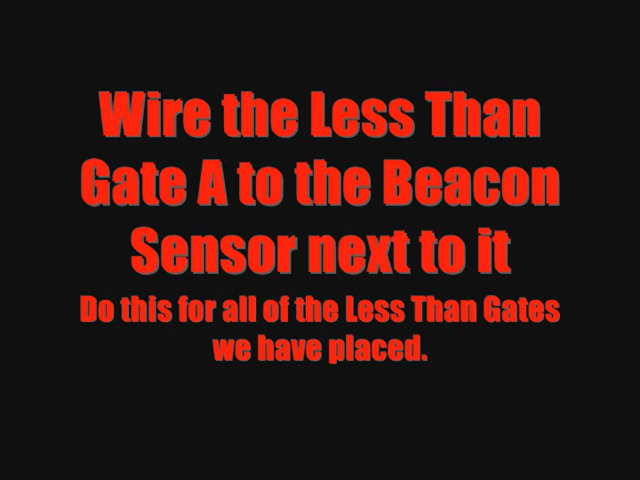 Wire the Less Than
Gate A to the Beacon
Sensor next to it
Do this for all of the Less Than Gates
we have placed.